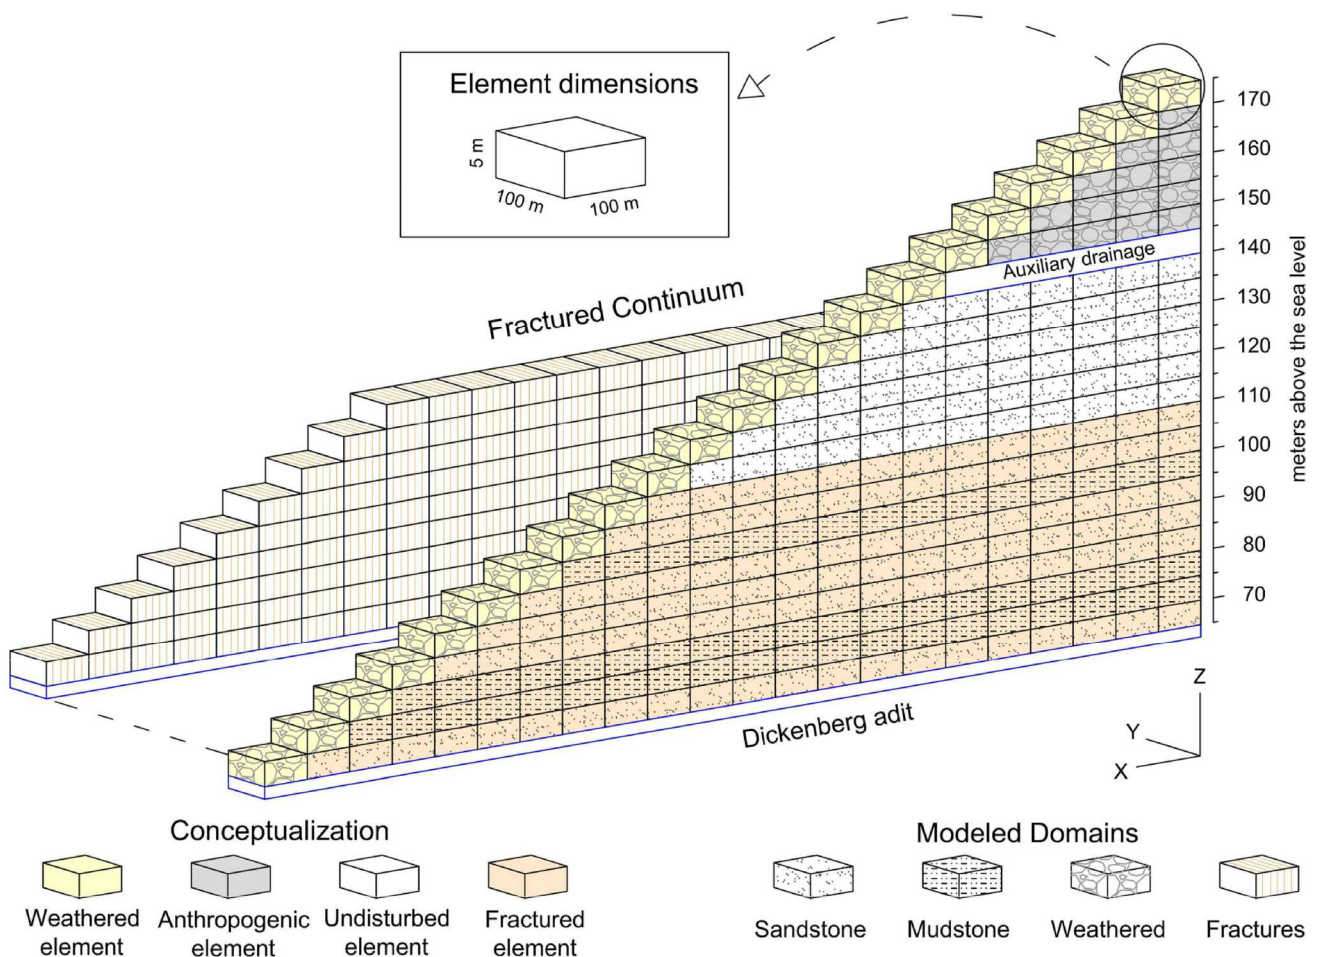 Element dimensions
5 m
100 m
100 m
170
160
150
140
130
120
110
100
90
80
70
meters above the sea level
Auxiliary drainage
Fractured Continuum
Dickenberg adit
Z
Y
X
Conceptualization
Weathered
element
Anthropogenic
element
Undisturbed
element
Fractured
element
Modeled Domains
Sandstone
Mudstone
Weathered
Fractures